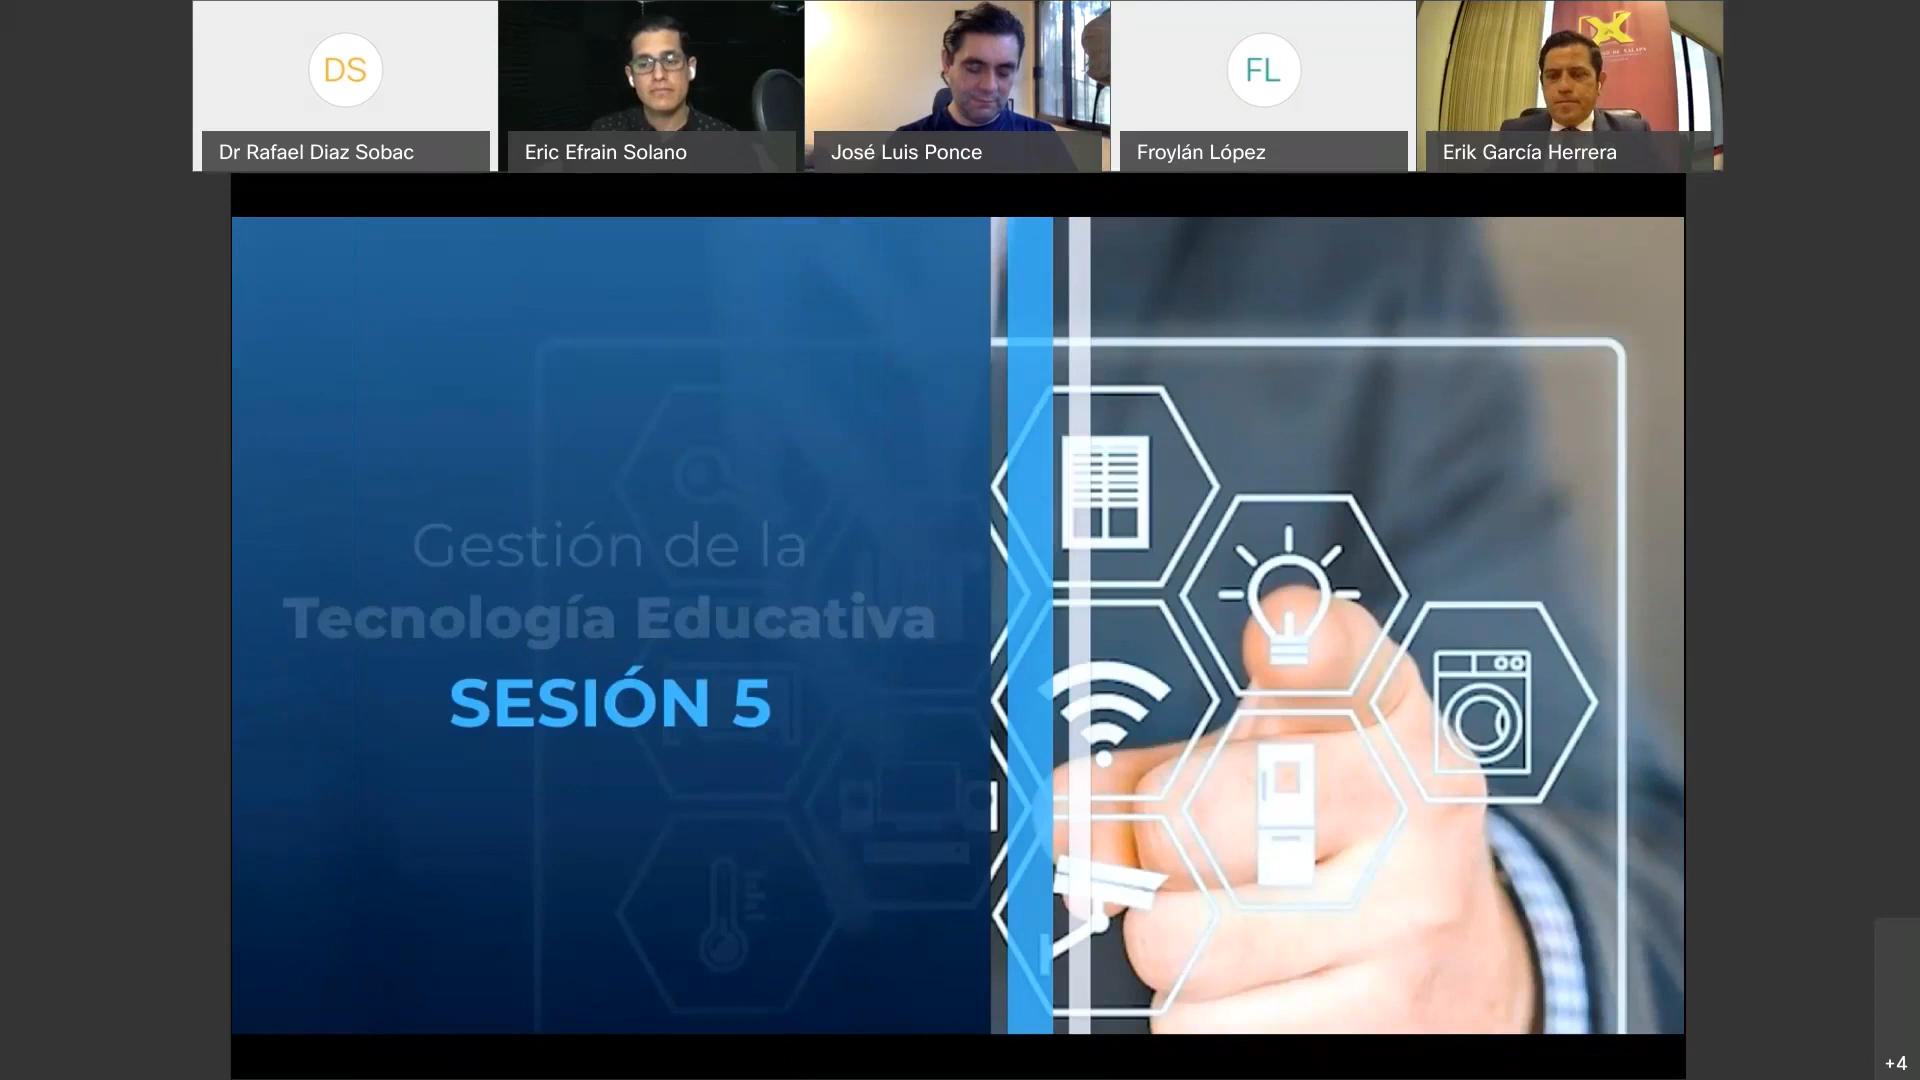 DS
Dr Rafael Diaz Sobac
Eric Efrain Solano
José Luis Ponce
FL
Froylán López
Erik García Herrera
Gestión de la
Tecnología Educativa
SESIÓN 5
+4